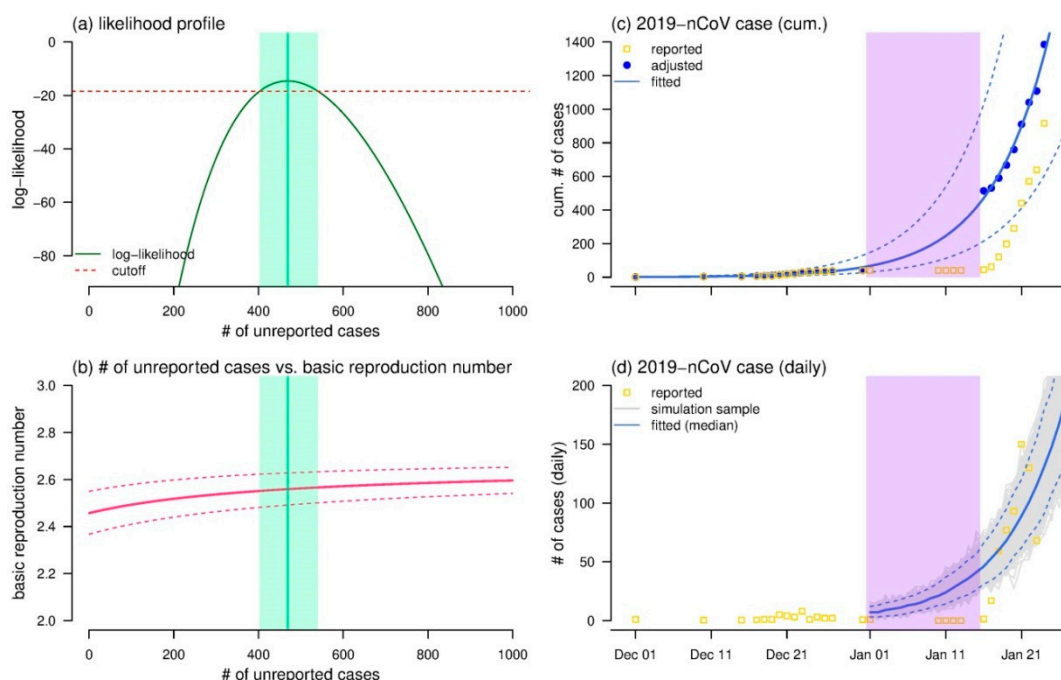 (a) likelihood profile
0
−20
−40
−60
−80
log−likelihood
log−likelihood
cutoff
0 200 400 600 800 1000
# of unreported cases
(b) # of unreported cases vs. basic reproduction number
3.0
2.8
2.6
2.4
2.2
2.0
basic reproduction number
0 200 400 600 800 1000
# of unreported cases
(c) 2019−nCoV case (cum.)
1400
1200
1000
800
600
400
200
0
cum. # of cases
reported
adjusted
fitted
(d) 2019−nCoV case (daily)
200
150
100
50
0
# of cases (daily)
reported
simulation sample
fitted (median)
Dec 01 Dec 11 Dec 21 Jan 01 Jan 11 Jan 21